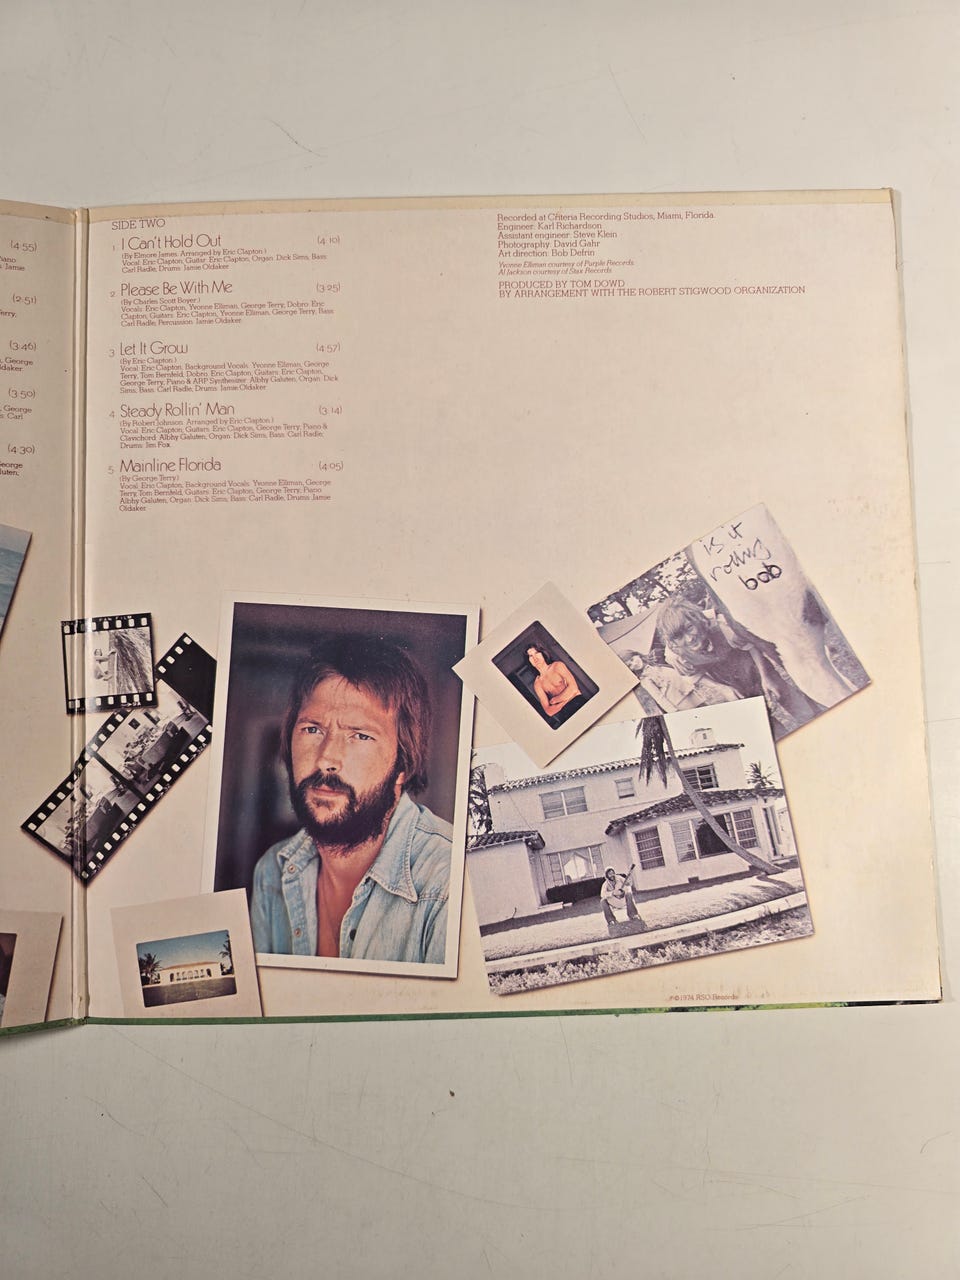 (4:55)
iano
s: Jamie
(2:51)
Terry,
(3:46)
, George
ldaker
(3:50)
, George
s: Carl
(4:30)
George
luten;
SIDE TWO
1 I Can't Hold Out (4:10)
(By Elmore James. Arranged by Eric Clapton.)
Vocal: Eric Clapton, Guitar: Eric Clapton, Organ: Dick Sims, Bass:
Carl Radle, Drums: Jamie Oldaker
2 Please Be With Me (3:25)
(By Charles Scott Boyer.)
Vocals: Eric Clapton, Yvonne Elliman, George Terry, Dobro: Eric
Clapton; Guitars: Eric Clapton, Yvonne Elliman, George Terry, Bass:
Carl Radle; Percussion: Jamie Oldaker
3 Let It Grow (4:57)
(By Eric Clapton.)
Vocal: Eric Clapton, Background Vocals: Yvonne Elliman, George
Terry, Tom Bernfeld, Dobro: Eric Clapton, Guitars: Eric Clapton,
George Terry, Piano & ARP Synthesizer: Albhy Galuten, Organ: Dick
Sims, Bass: Carl Radle, Drums: Jamie Oldaker
4 Steady Rollin' Man (3:14)
(By Robert Johnson. Arranged by Eric Clapton.)
Vocal: Eric Clapton, Guitars: Eric Clapton, George Terry, Piano &
Clavichord: Albhy Galuten, Organ: Dick Sims, Bass: Carl Radle;
Drums: Jim Fox
5 Mainline Florida (4:05)
(By George Terry.)
Vocal: Eric Clapton, Background Vocals: Yvonne Elliman, George
Terry, Tom Bernfeld, Guitars: Eric Clapton, George Terry, Piano:
Albhy Galuten, Organ: Dick Sims, Bass: Carl Radle, Drums: Jamie
Oldaker
Recorded at Criteria Recording Studios, Miami, Florida.
Engineer: Karl Richardson
Assistant engineer: Steve Klein
Photography: David Gahr
Art direction: Bob Defrin
Yvonne Elliman courtesy of Purple Records
Al Jackson courtesy of Stax Records
PRODUCED BY TOM DOWD
BY ARRANGEMENT WITH THE ROBERT STIGWOOD ORGANIZATION
is it
rolling
bob
℗©1974 RSO Records